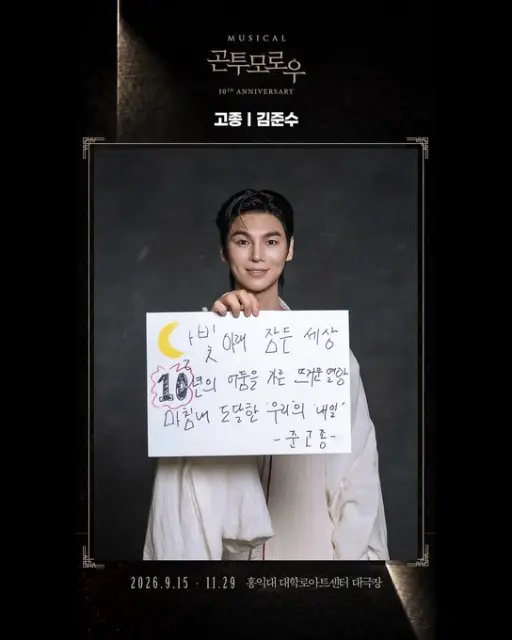 MUSICAL
곤투모로우
10TH ANNIVERSARY
고종 | 김준수
빛 아래 잠든 세상
10년의 어둠을 가른 뜨거운 열망
마침내 도달한 '우리'의 '내일'
-준고종-
2026.9.15 - 11.29 홍익대 대학로아트센터 대극장